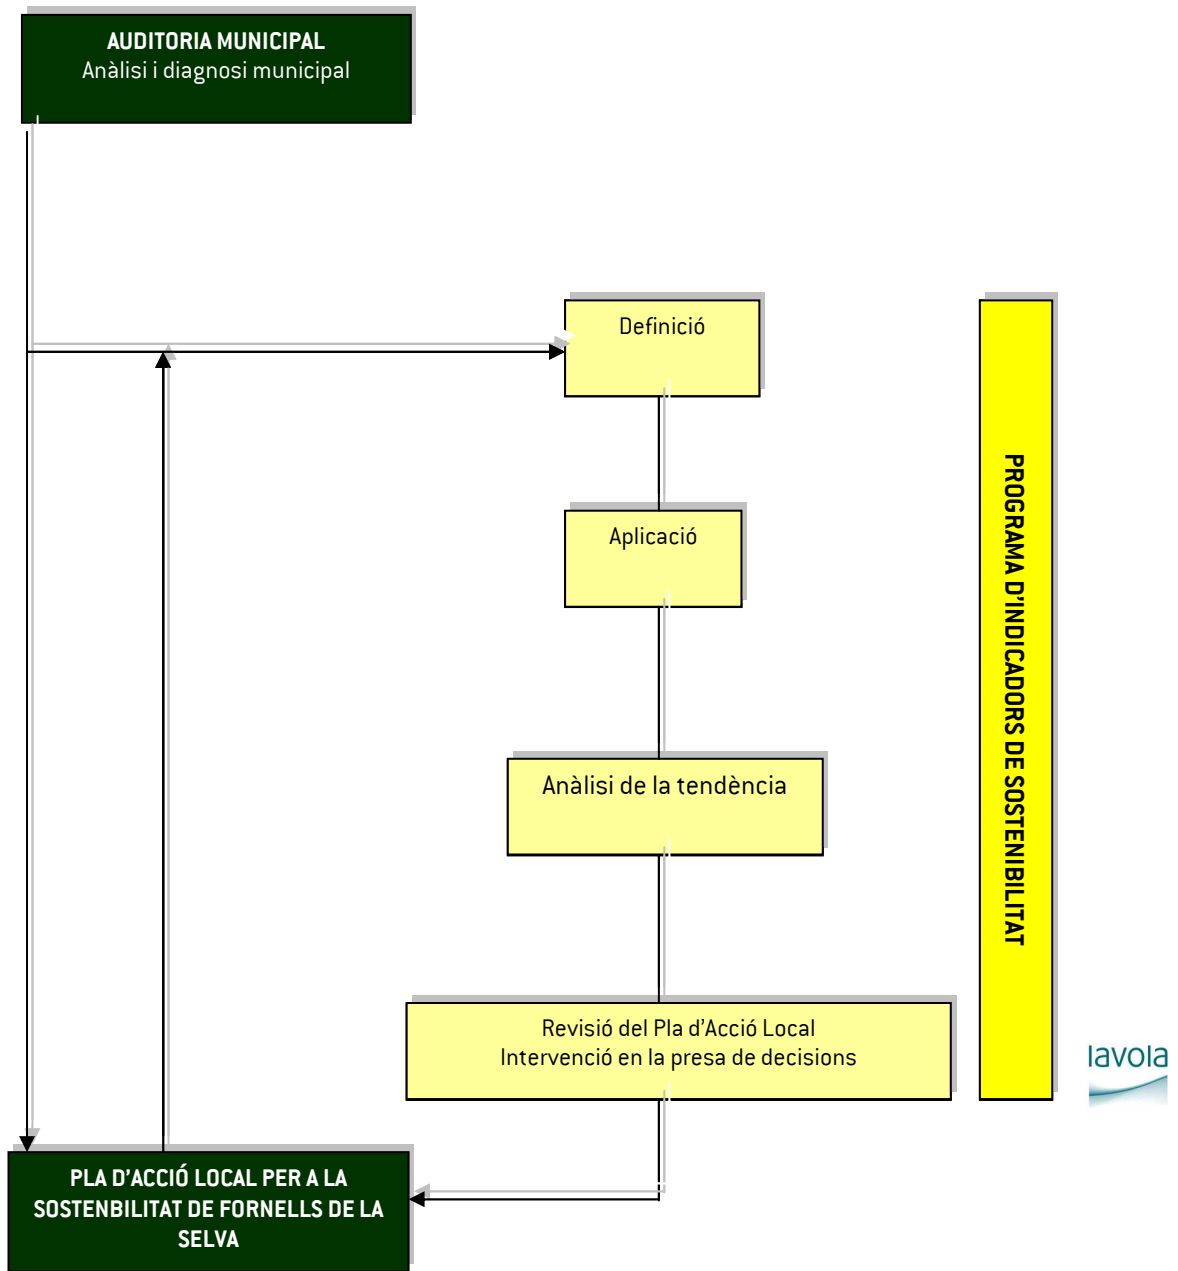 AUDITORIA MUNICIPAL
Anàlisi i diagnosi municipal
Definició
Aplicació
Anàlisi de la tendència
Revisió del Pla d’Acció Local
Intervenció en la presa de decisions
PROGRAMA D’INDICADORS DE SOSTENIBILITAT
lavola
PLA D’ACCIÓ LOCAL PER A LA
SOSTENBILITAT DE FORNELLS DE LA
SELVA